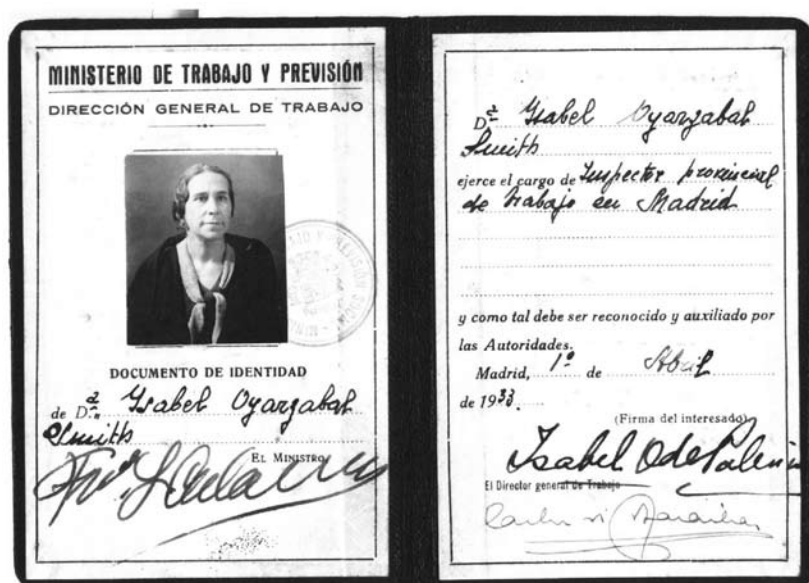 MINISTERIO DE TRABAJO Y PREVISIÓN
DIRECCIÓN GENERAL DE TRABAJO
DOCUMENTO DE IDENTIDAD
de D.ª Isabel Oyarzabal
Smith
EL MINISTRO
D.ª Isabel Oyarzabal
Smith
ejerce el cargo de Inspector provincial
de trabajo en Madrid
y como tal debe ser reconocido y auxiliado por
las Autoridades.
Madrid, 1º de Abril
de 1933.
(Firma del interesado)
Isabel O de Palencia
El Director general de Trabajo